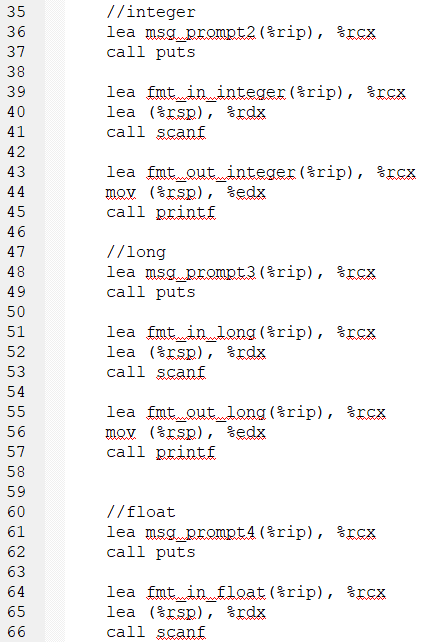 35 //integer
36 lea msg_prompt2(%rip), %rcx
37 call puts
38
39 lea fmt_in_integer(%rip), %rcx
40 lea (%rsp), %rdx
41 call scanf
42
43 lea fmt_out_integer(%rip), %rcx
44 mov (%rsp), %edx
45 call printf
46
47 //long
48 lea msg_prompt3(%rip), %rcx
49 call puts
50
51 lea fmt_in_long(%rip), %rcx
52 lea (%rsp), %rdx
53 call scanf
54
55 lea fmt_out_long(%rip), %rcx
56 mov (%rsp), %edx
57 call printf
58
59
60 //float
61 lea msg_prompt4(%rip), %rcx
62 call puts
63
64 lea fmt_in_float(%rip), %rcx
65 lea (%rsp), %rdx
66 call scanf